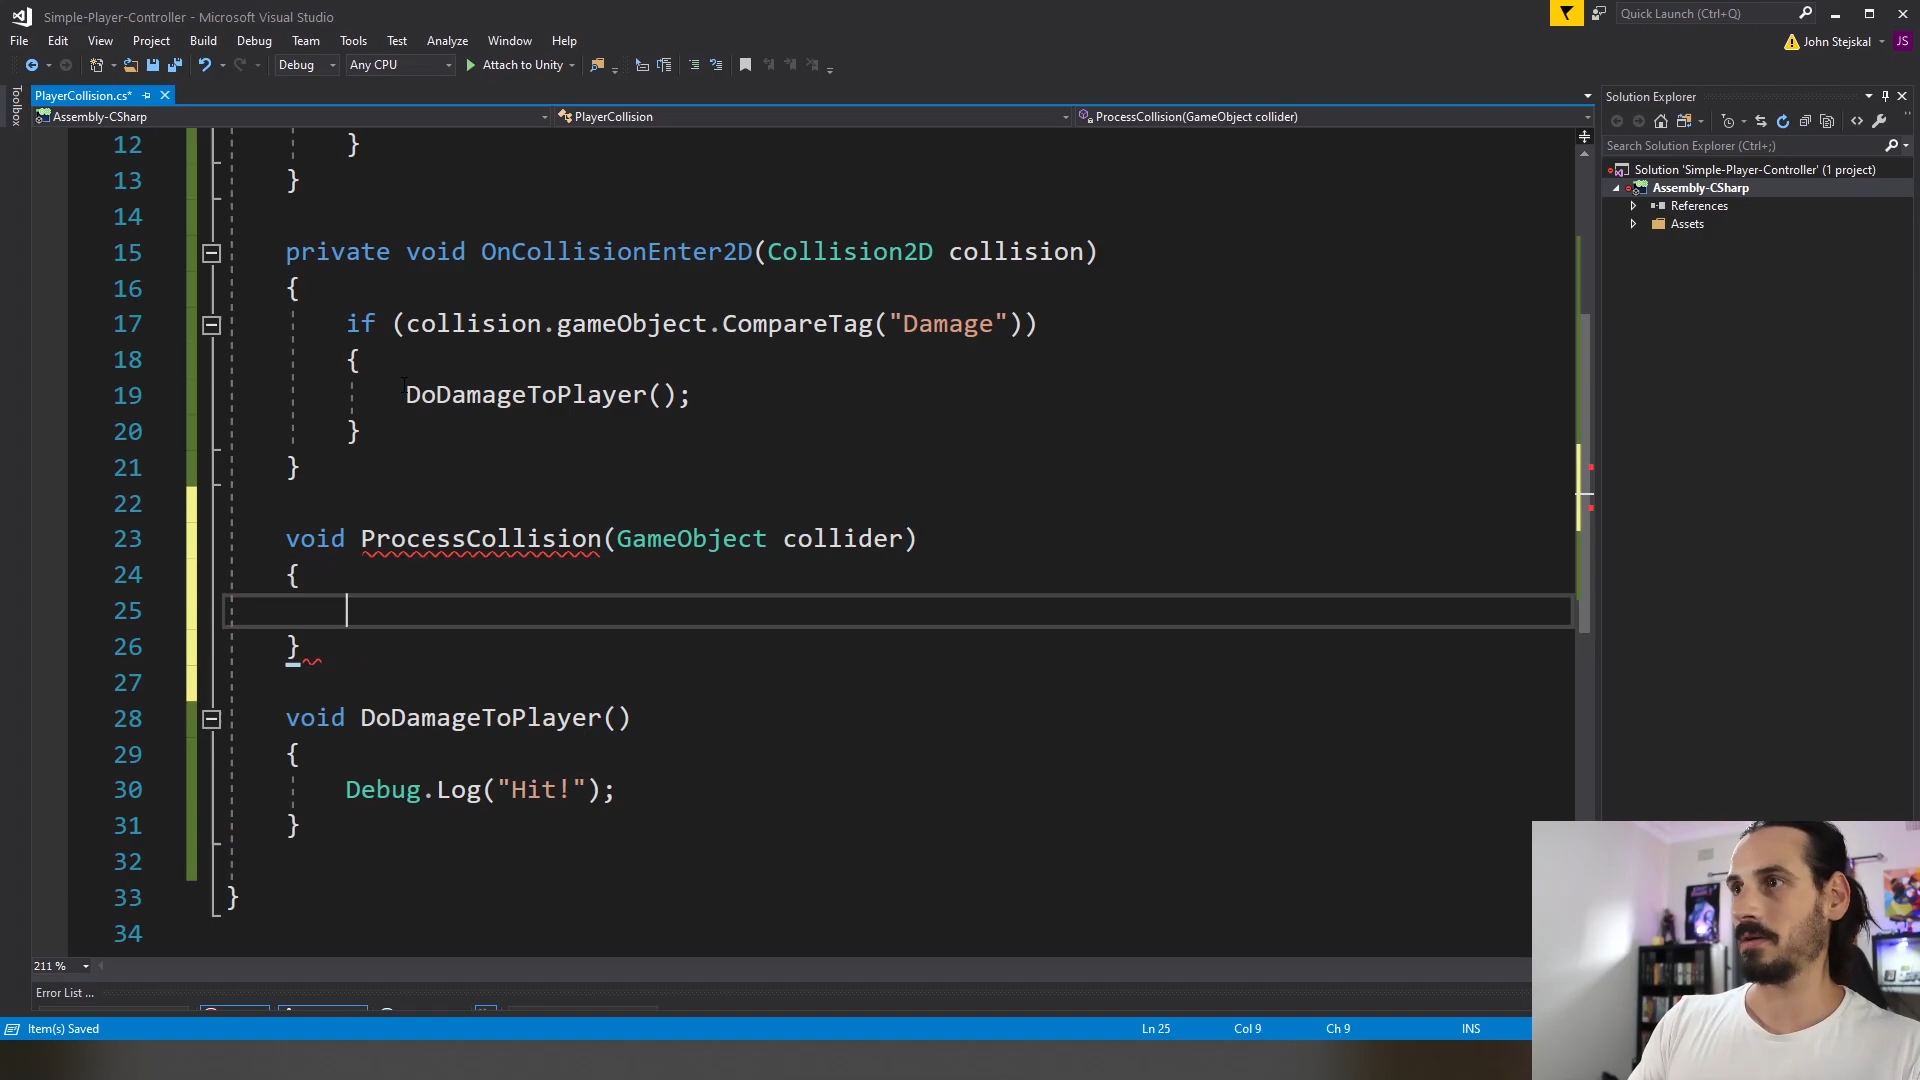 Simple-Player-Controller - Microsoft Visual Studio
Quick Launch (Ctrl+Q)
File Edit View Project Build Debug Team Tools Test Analyze Window Help
John Stejskal JS
Debug Any CPU Attach to Unity
Toolbox
PlayerCollision.cs*
Assembly-CSharp PlayerCollision ProcessCollision(GameObject collider)
12 }
13 }
14
15 private void OnCollisionEnter2D(Collision2D collision)
16 {
17 if (collision.gameObject.CompareTag("Damage"))
18 {
19 DoDamageToPlayer();
20 }
21 }
22
23 void ProcessCollision(GameObject collider)
24 {
25
26 }
27
28 void DoDamageToPlayer()
29 {
30 Debug.Log("Hit!");
31 }
32
33 }
34
211 %
Error List ...
Item(s) Saved Ln 25 Col 9 Ch 9 INS
Solution Explorer
Search Solution Explorer (Ctrl+;)
Solution 'Simple-Player-Controller' (1 project)
Assembly-CSharp
References
Assets